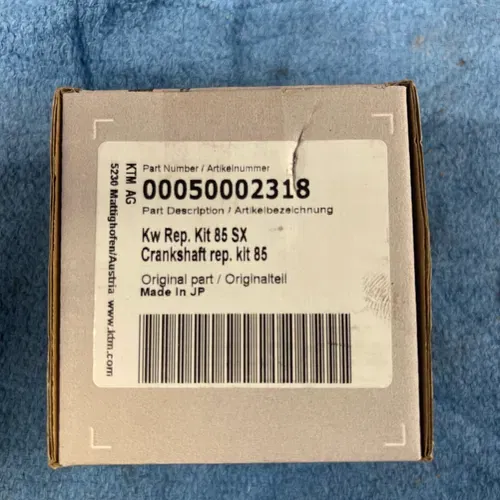 KTM AG
5230 Mattighofen/Austria www.ktm.com
Part Number / Artikelnummer
00050002318
Part Description / Artikelbezeichnung
Kw Rep. Kit 85 SX
Crankshaft rep. kit 85
Original part / Originalteil
Made in JP